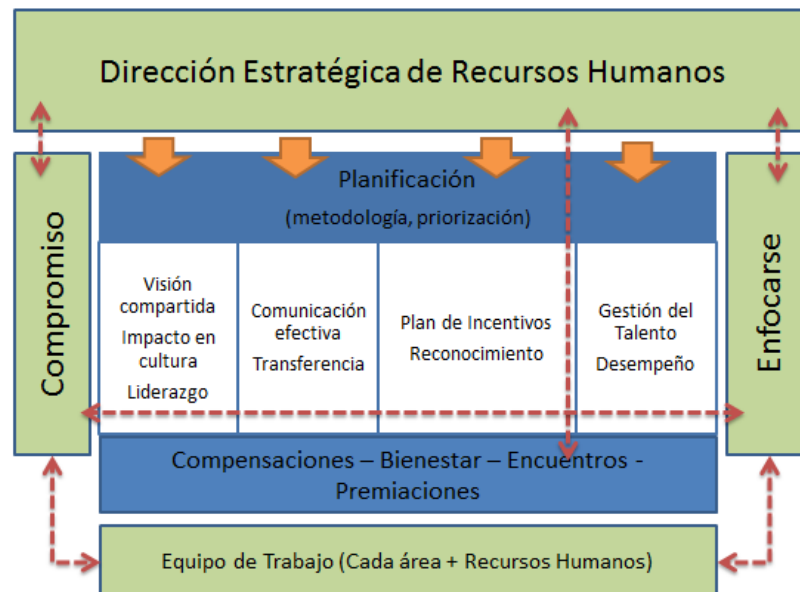 Dirección Estratégica de Recursos Humanos
Compromiso
Planificación
(metodología, priorización)
Visión
compartida
Impacto en
cultura
Liderazgo
Comunicación
efectiva
Transferencia
Plan de Incentivos
Reconocimiento
Gestión del
Talento
Desempeño
Enfocarse
Compensaciones – Bienestar – Encuentros -
Premiaciones
Equipo de Trabajo (Cada área + Recursos Humanos)